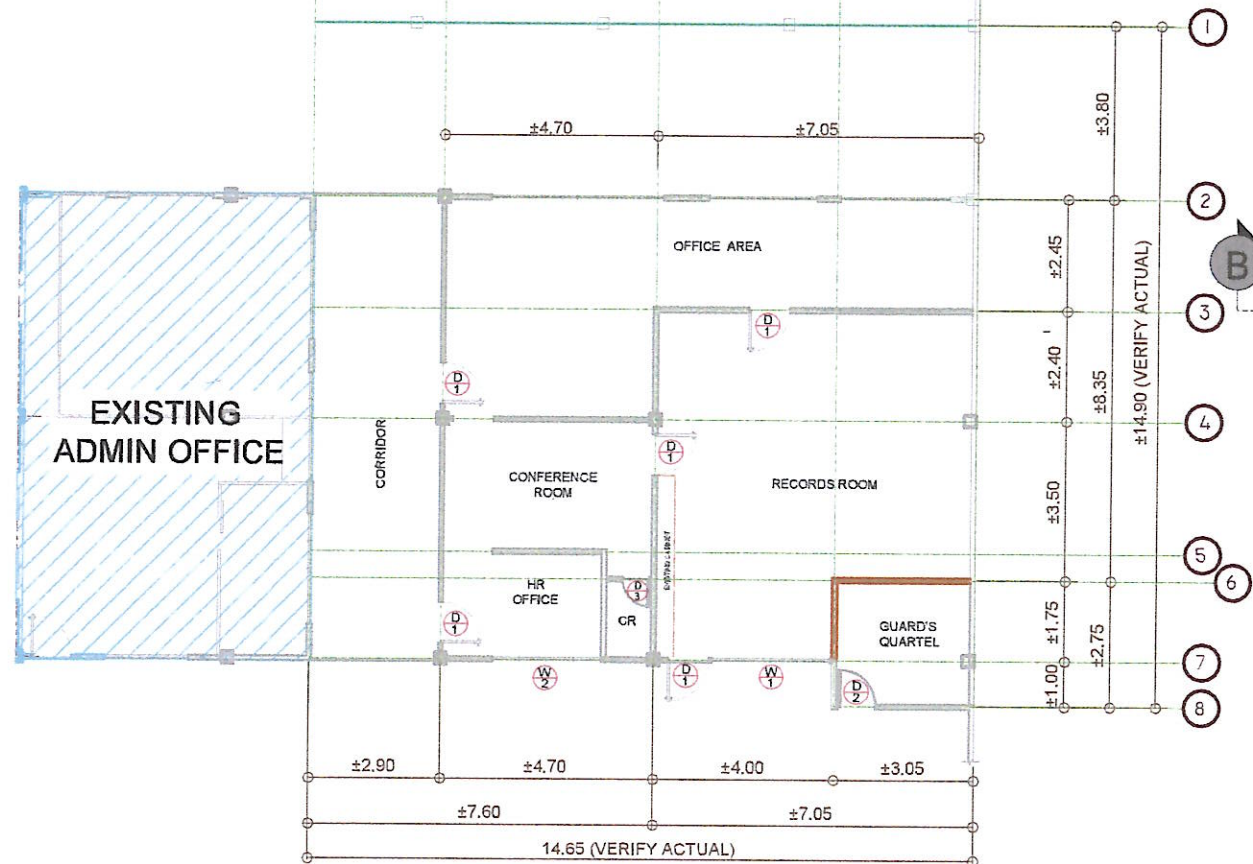 1
±3.80
±4.70
±7.05
2
B
OFFICE AREA
±2.45
3
D
1
±14.90 (VERIFY ACTUAL)
±2.40
±8.35
D
1
4
EXISTING
ADMIN OFFICE
CORRIDOR
D
1
CONFERENCE
ROOM
RECORDS ROOM
±3.50
EXISTING CABINET
5
6
HR
OFFICE
D
3
CR
D
1
GUARD'S
QUARTEL
±1.75
±2.75
7
W
2
D
1
W
1
D
2
±1.00
8
±2.90
±4.70
±4.00
±3.05
±7.60
±7.05
14.65 (VERIFY ACTUAL)